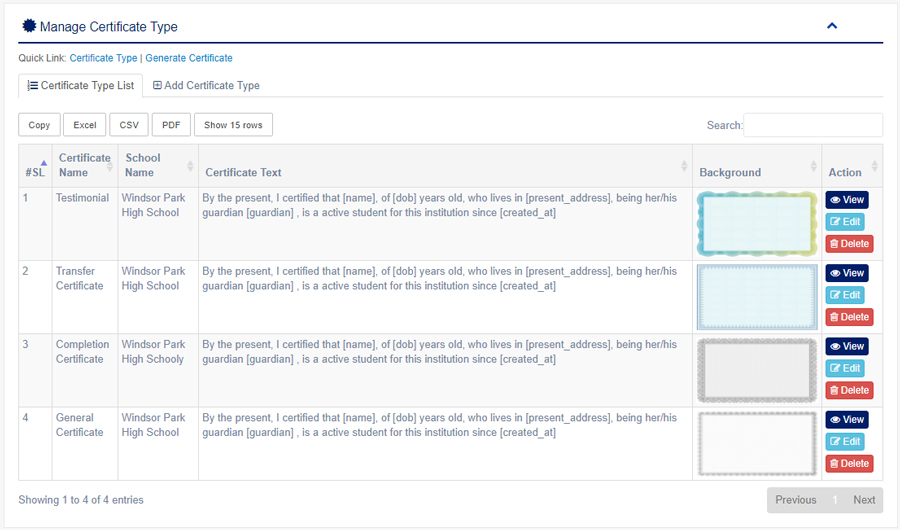 Manage Certificate Type
Quick Link: Certificate Type | Generate Certificate
Certificate Type List
Add Certificate Type
Copy
Excel
CSV
PDF
Show 15 rows
Search:
#SL
Certificate
Name
School
Name
Certificate Text
Background
Action
1
Testimonial
Windsor Park
High School
By the present, I certified that [name], of [dob] years old, who lives in [present_address], being her/his
guardian [guardian] , is a active student for this institution since [created_at]
View
Edit
Delete
2
Transfer
Certificate
Windsor Park
High School
By the present, I certified that [name], of [dob] years old, who lives in [present_address], being her/his
guardian [guardian] , is a active student for this institution since [created_at]
View
Edit
Delete
3
Completion
Certificate
Windsor Park
High Schooly
By the present, I certified that [name], of [dob] years old, who lives in [present_address], being her/his
guardian [guardian] , is a active student for this institution since [created_at]
View
Edit
Delete
4
General
Certificate
Windsor Park
High School
By the present, I certified that [name], of [dob] years old, who lives in [present_address], being her/his
guardian [guardian] , is a active student for this institution since [created_at]
View
Edit
Delete
Showing 1 to 4 of 4 entries
Previous
1
Next